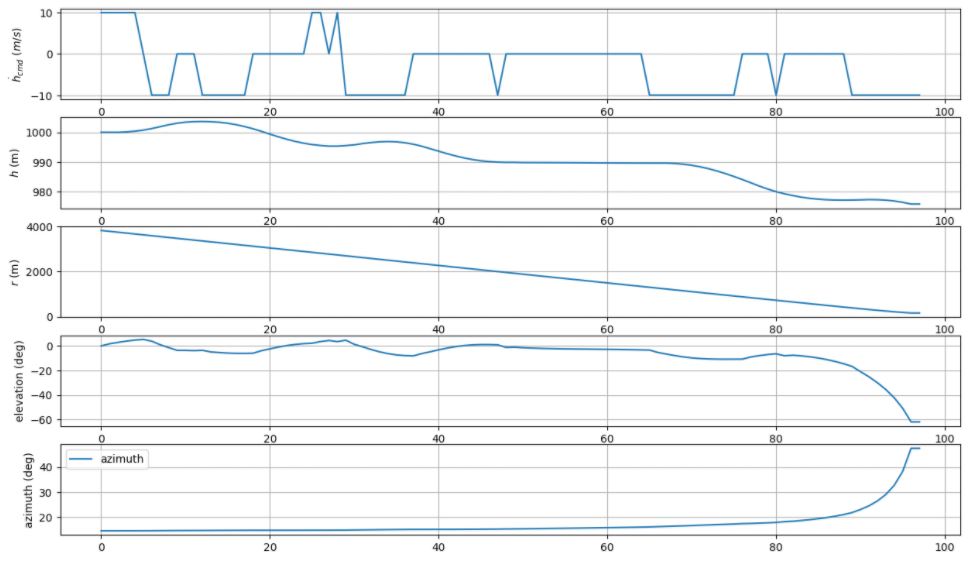 ḣcmd (m/s)
10
0
−10
0 20 40 60 80 100
h (m)
1000
990
980
0 20 40 60 80 100
r (m)
4000
2000
0
0 20 40 60 80 100
elevation (deg)
0
−20
−40
−60
0 20 40 60 80 100
azimuth (deg)
azimuth
40
30
20
0 20 40 60 80 100